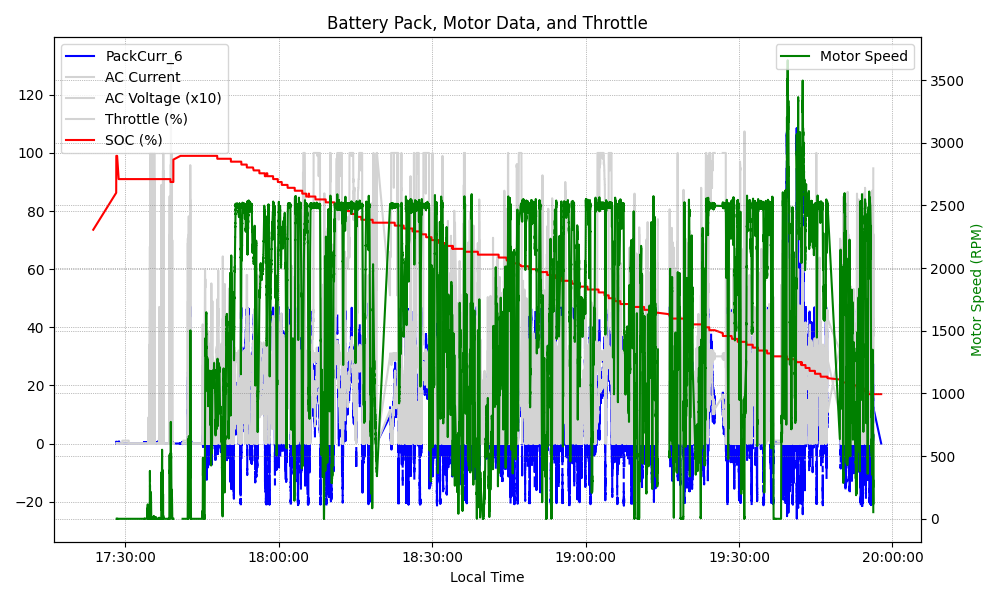 Battery Pack, Motor Data, and Throttle
PackCurr_6
AC Current
AC Voltage (x10)
Throttle (%)
SOC (%)
Motor Speed
120
100
80
60
40
20
0
−20
3500
3000
2500
2000
1500
1000
500
0
Motor Speed (RPM)
17:30:00
18:00:00
18:30:00
19:00:00
19:30:00
20:00:00
Local Time